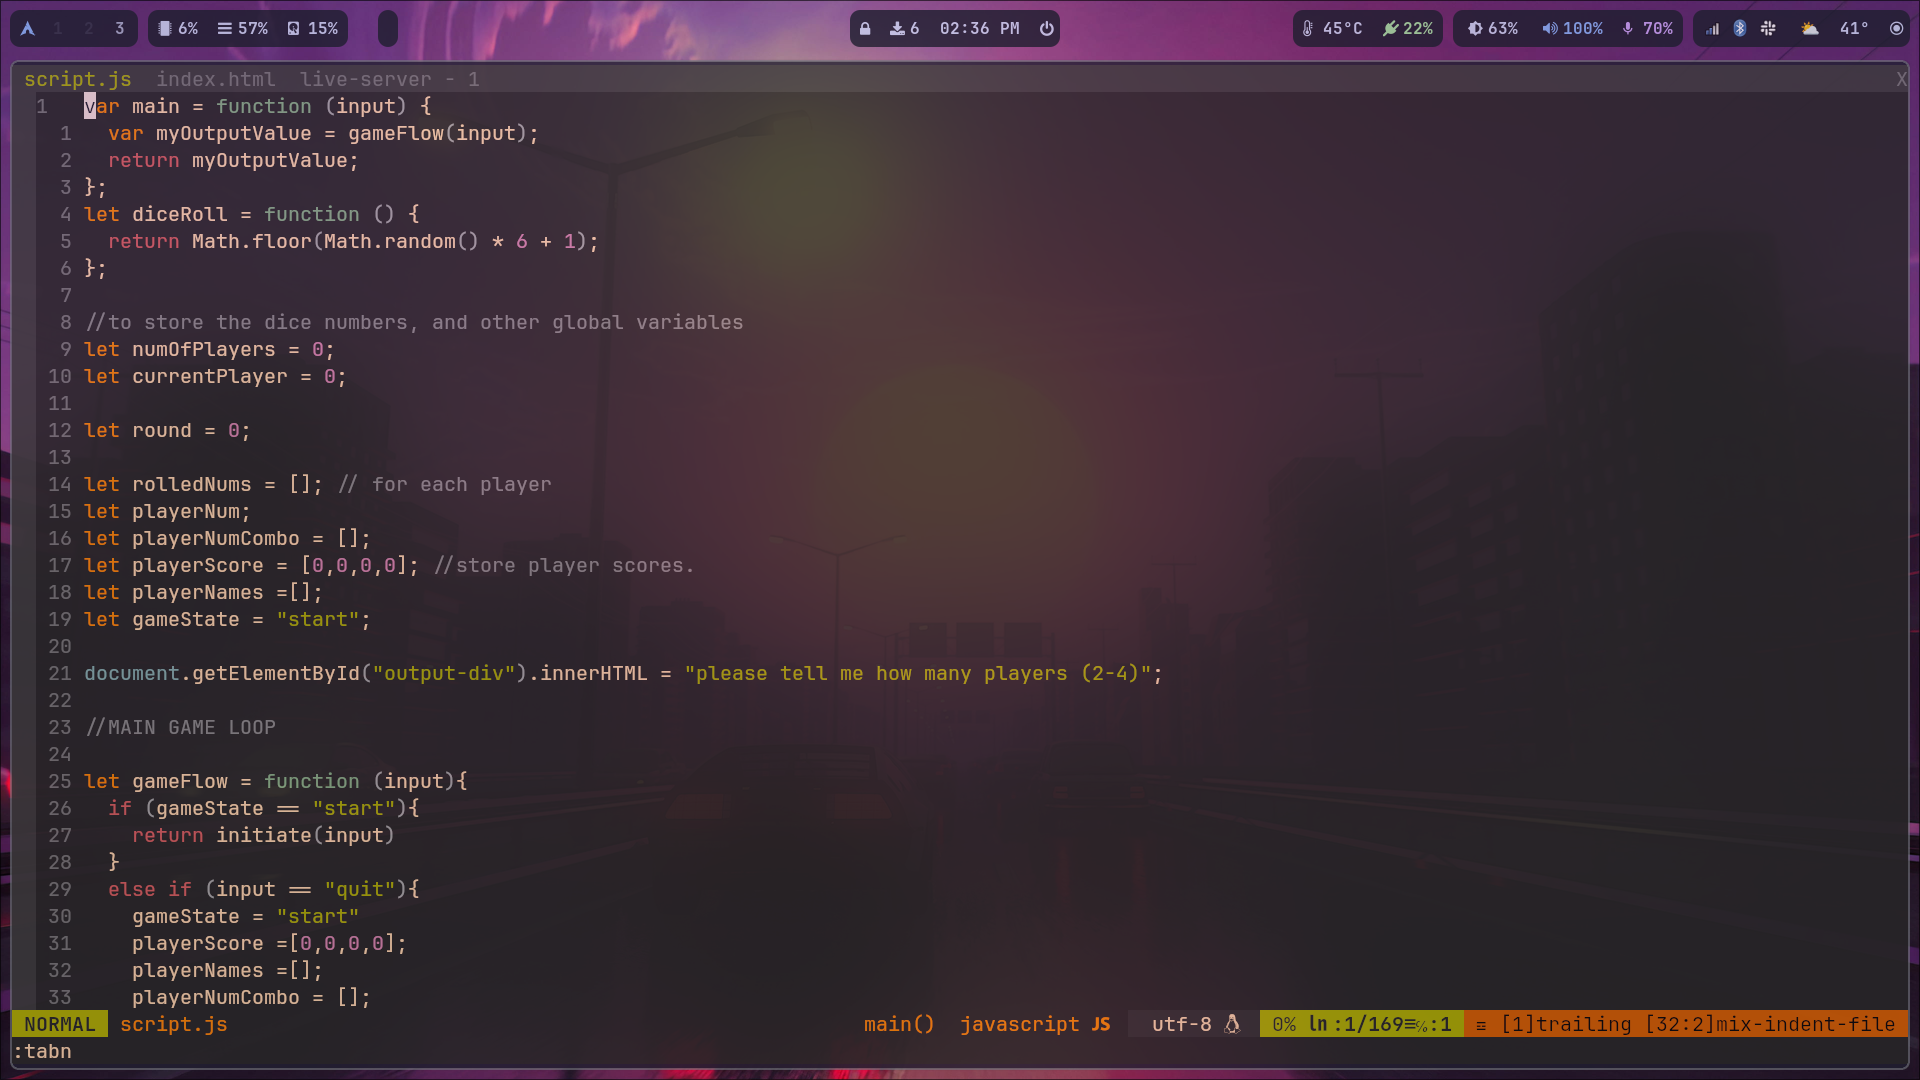 1 2 3 6% 57% 15% 6 02:36 PM 45°C 22% 63% 100% 70% 41°
script.js index.html live-server - 1 X
1 var main = function (input) {
1 var myOutputValue = gameFlow(input);
2 return myOutputValue;
3 };
4 let diceRoll = function () {
5 return Math.floor(Math.random() * 6 + 1);
6 };
7
8 //to store the dice numbers, and other global variables
9 let numOfPlayers = 0;
10 let currentPlayer = 0;
11
12 let round = 0;
13
14 let rolledNums = []; // for each player
15 let playerNum;
16 let playerNumCombo = [];
17 let playerScore = [0,0,0,0]; //store player scores.
18 let playerNames =[];
19 let gameState = "start";
20
21 document.getElementById("output-div").innerHTML = "please tell me how many players (2-4)";
22
23 //MAIN GAME LOOP
24
25 let gameFlow = function (input){
26 if (gameState == "start"){
27 return initiate(input)
28 }
29 else if (input == "quit"){
30 gameState = "start"
31 playerScore =[0,0,0,0];
32 playerNames =[];
33 playerNumCombo = [];
NORMAL script.js main() javascript JS utf-8 0% ln:1/169≡℅:1 [1]trailing [32:2]mix-indent-file
:tabn